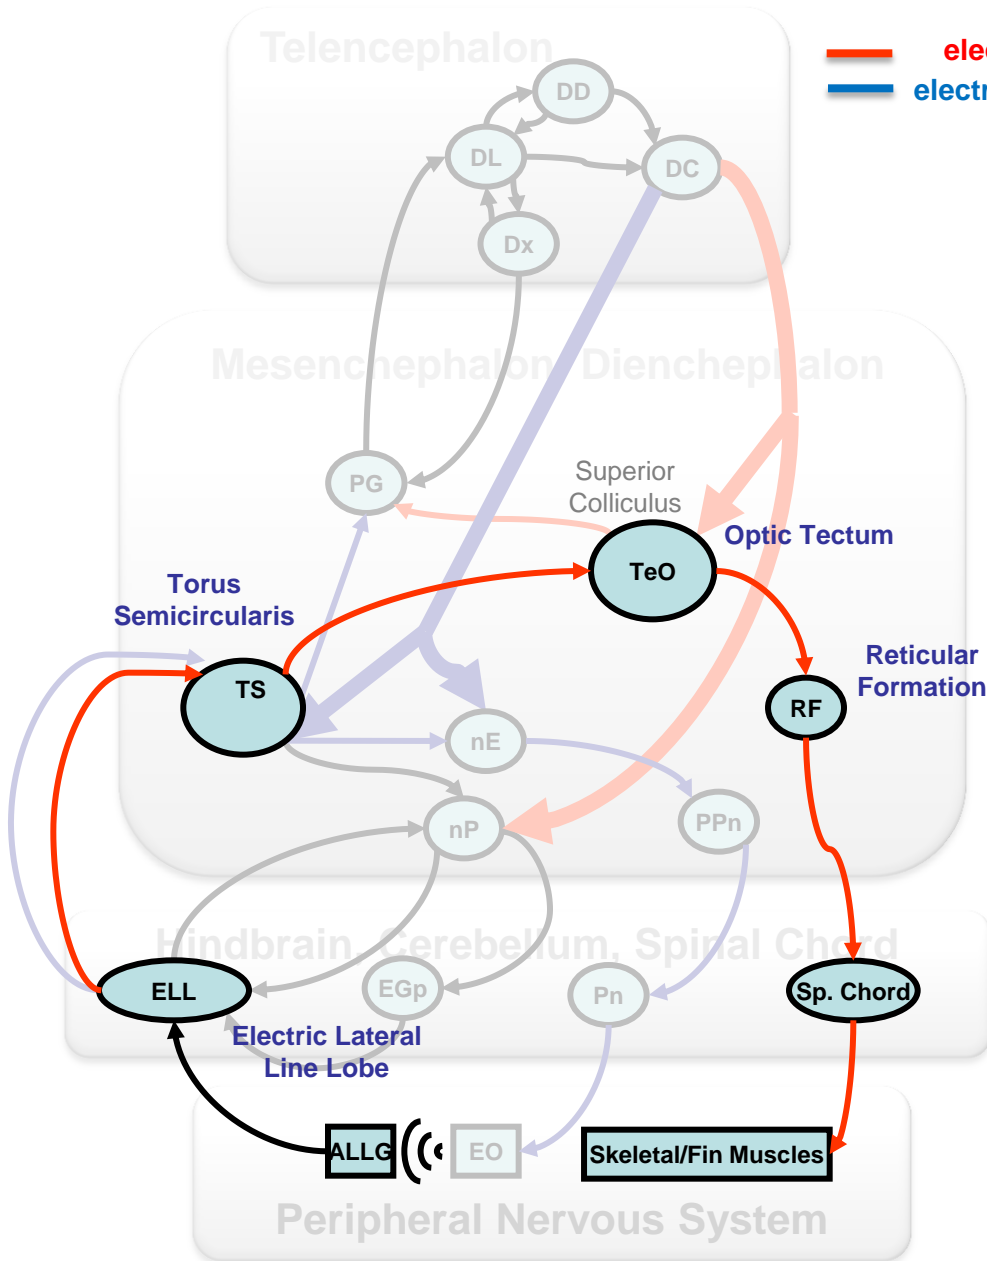 Telencephalon
elec
electr
DD
DL
DC
Dx
Mesenchephalon, Dienchephalon
PG
Superior
Colliculus
Optic Tectum
TeO
Torus
Semicircularis
TS
Reticular
Formation
RF
nE
nP
PPn
Hindbrain, Cerebellum, Spinal Chord
ELL
EGp
Pn
Sp. Chord
Electric Lateral
Line Lobe
ALLG
EO
Skeletal/Fin Muscles
Peripheral Nervous System